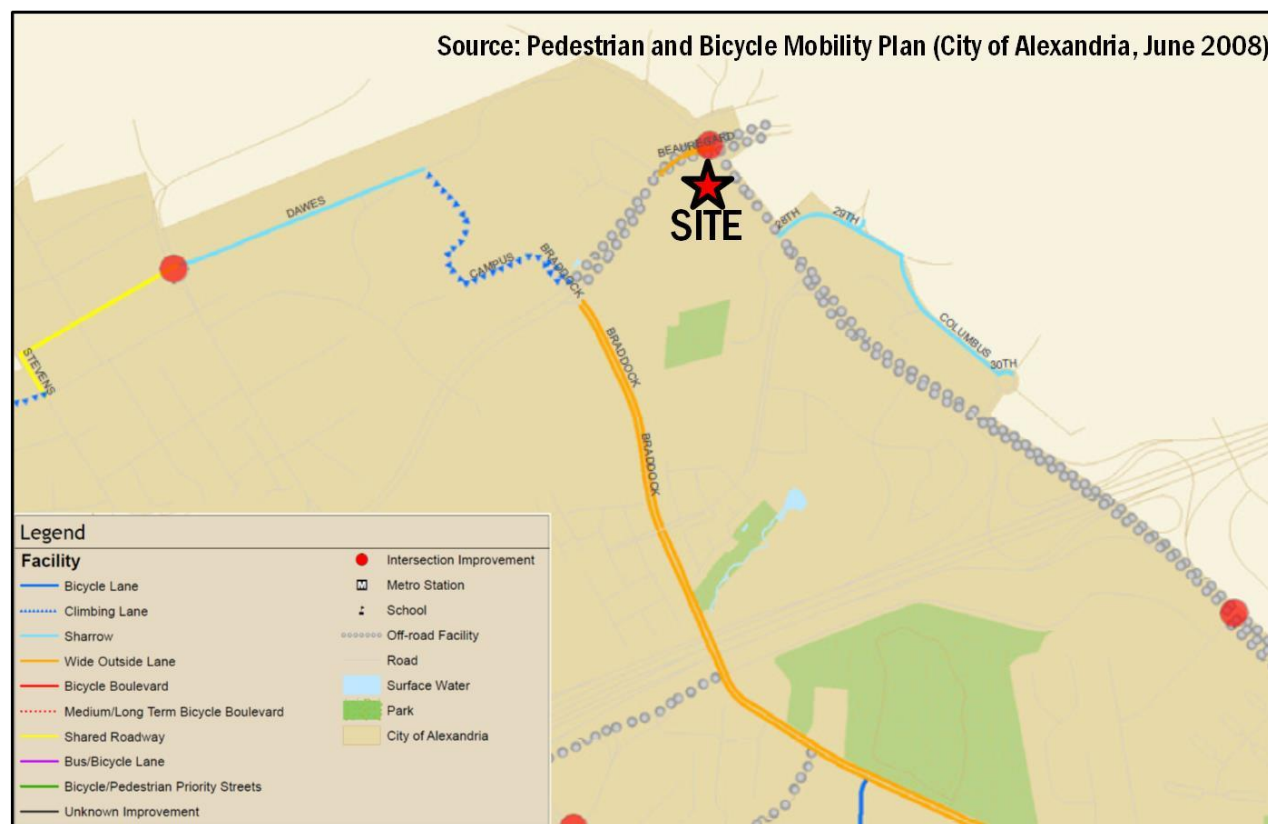 Source: Pedestrian and Bicycle Mobility Plan (City of Alexandria, June 2008)
BEAUREGARD
SITE
DAWES
28TH
29TH
CAMPUS
BRADDOCK
COLUMBUS
30TH
STEVENS
BRADDOCK
BRADDOCK
Legend
Facility
Bicycle Lane
Climbing Lane
Sharrow
Wide Outside Lane
Bicycle Boulevard
Medium/Long Term Bicycle Boulevard
Shared Roadway
Bus/Bicycle Lane
Bicycle/Pedestrian Priority Streets
Unknown Improvement
Intersection Improvement
M
Metro Station
School
Off-road Facility
Road
Surface Water
Park
City of Alexandria